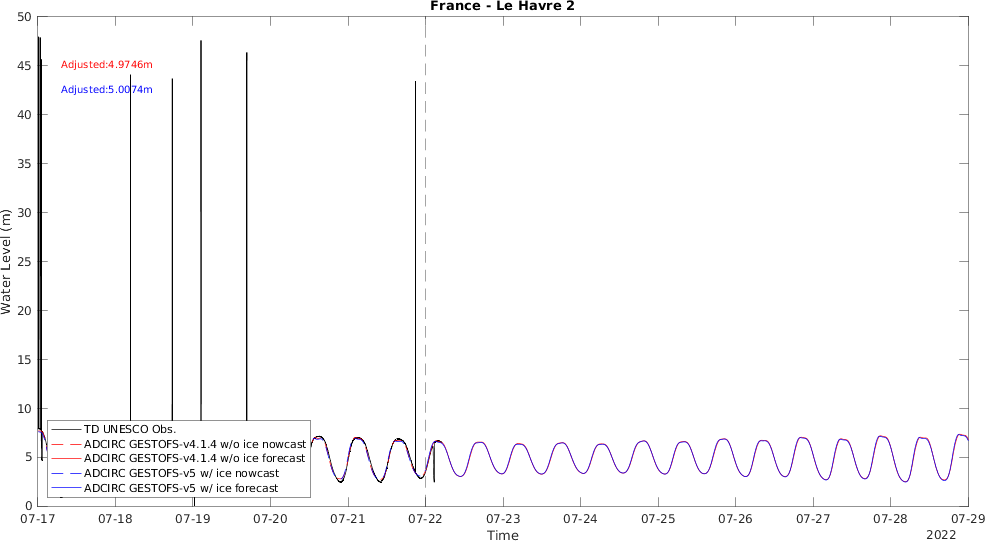 France - Le Havre 2
50
45
40
35
30
25
20
15
10
5
0
Water Level (m)
Adjusted:4.9746m
Adjusted:5.0074m
TD UNESCO Obs.
ADCIRC GESTOFS-v4.1.4 w/o ice nowcast
ADCIRC GESTOFS-v4.1.4 w/o ice forecast
ADCIRC GESTOFS-v5 w/ ice nowcast
ADCIRC GESTOFS-v5 w/ ice forecast
07-17 07-18 07-19 07-20 07-21 07-22 07-23 07-24 07-25 07-26 07-27 07-28 07-29
Time
2022